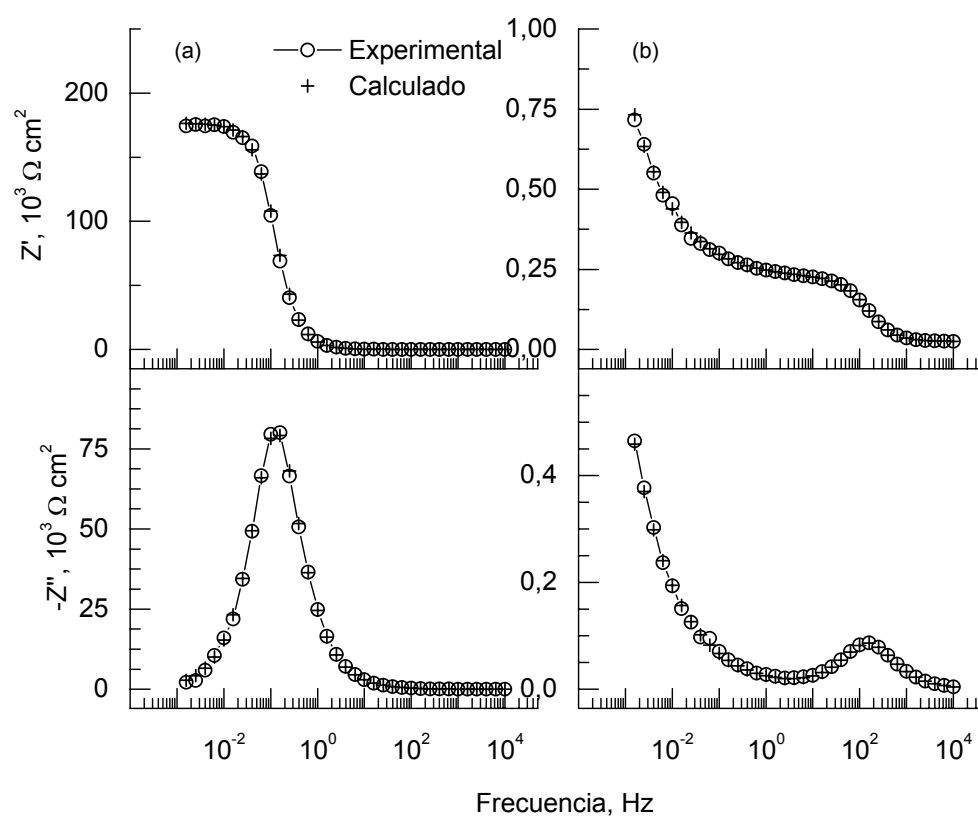 (a)
Experimental
Calculado
(b)
1,00
0,75
0,50
0,25
0,00
200
100
0
Z', 10³ Ω cm²
75
50
25
0
-Z", 10³ Ω cm²
0,4
0,2
0,0
10⁻² 10⁰ 10² 10⁴
10⁻² 10⁰ 10² 10⁴
Frecuencia, Hz